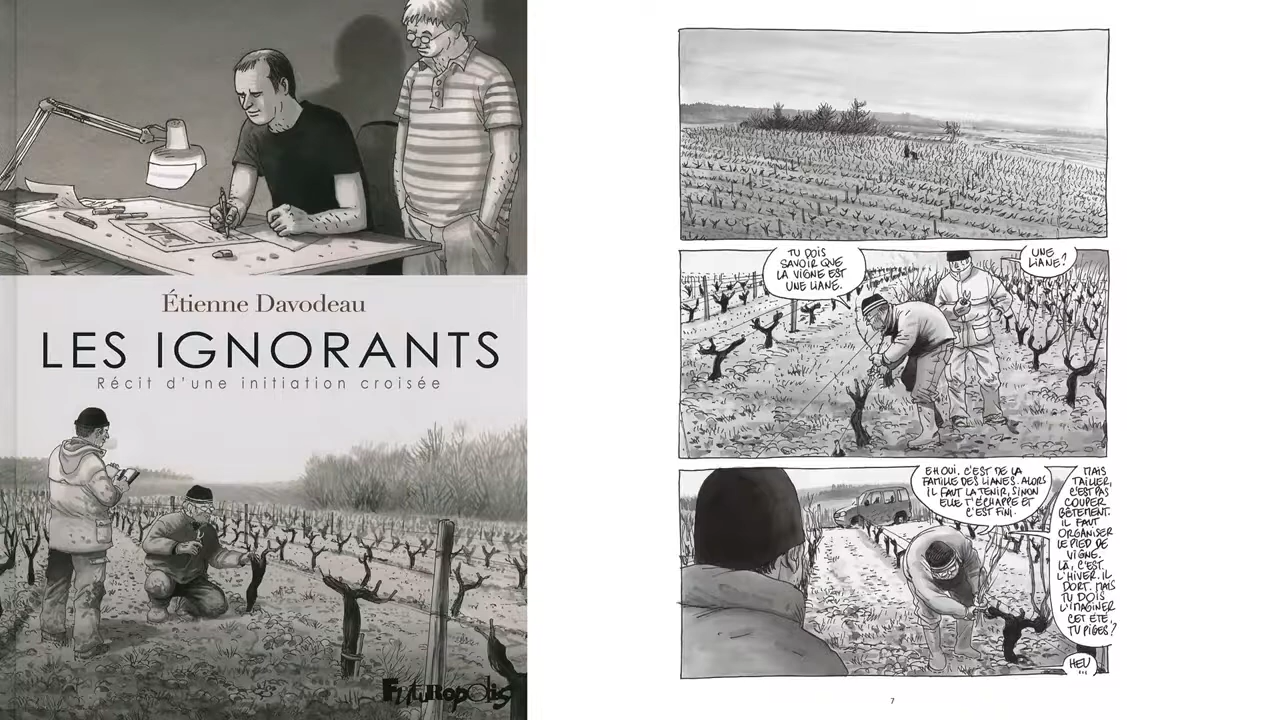 Étienne Davodeau
LES IGNORANTS
Récit d'une initiation croisée
Futuropolis
TU DOIS
SAVOIR QUE
LA VIGNE EST
UNE LIANE.
UNE
LIANE?
EH OUI. C'EST DE LA
FAMILLE DES LIANES. ALORS
IL FAUT LA TENIR, SINON
ELLE T'ÉCHAPPE ET
C'EST FINI.
MAIS
TAILLER,
C'EST PAS
COUPER
BÊTEMENT.
IL FAUT
ORGANISER
LE PIED DE
VIGNE.
LÀ, C'EST
L'HIVER. IL
DORT. MAIS
TU DOIS
L'IMAGINER
CET ÉTÉ.
TU PIGES?
HEU
...
7